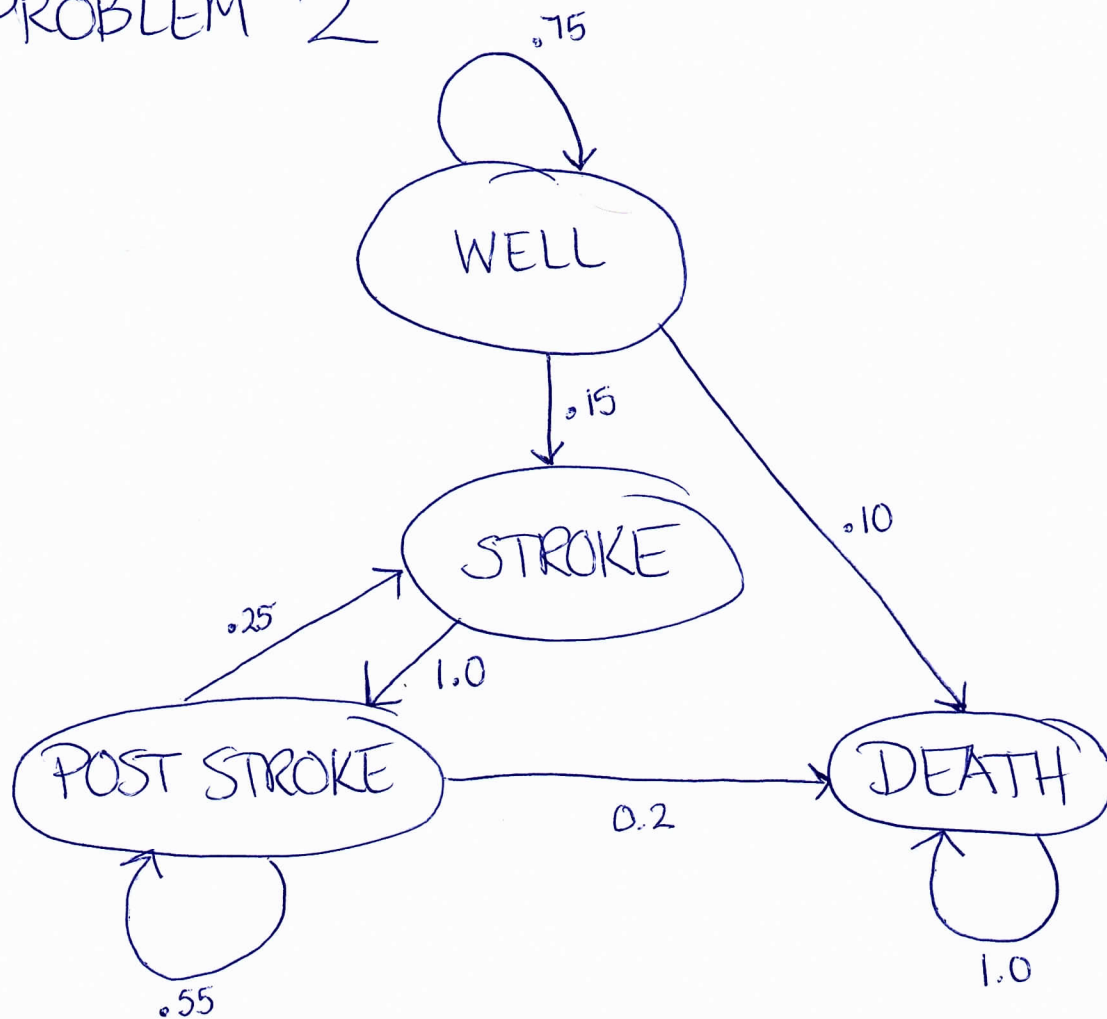 PROBLEM 2
.75
WELL
.15
.10
STROKE
.25
1.0
POST STROKE
DEATH
0.2
.55
1.0